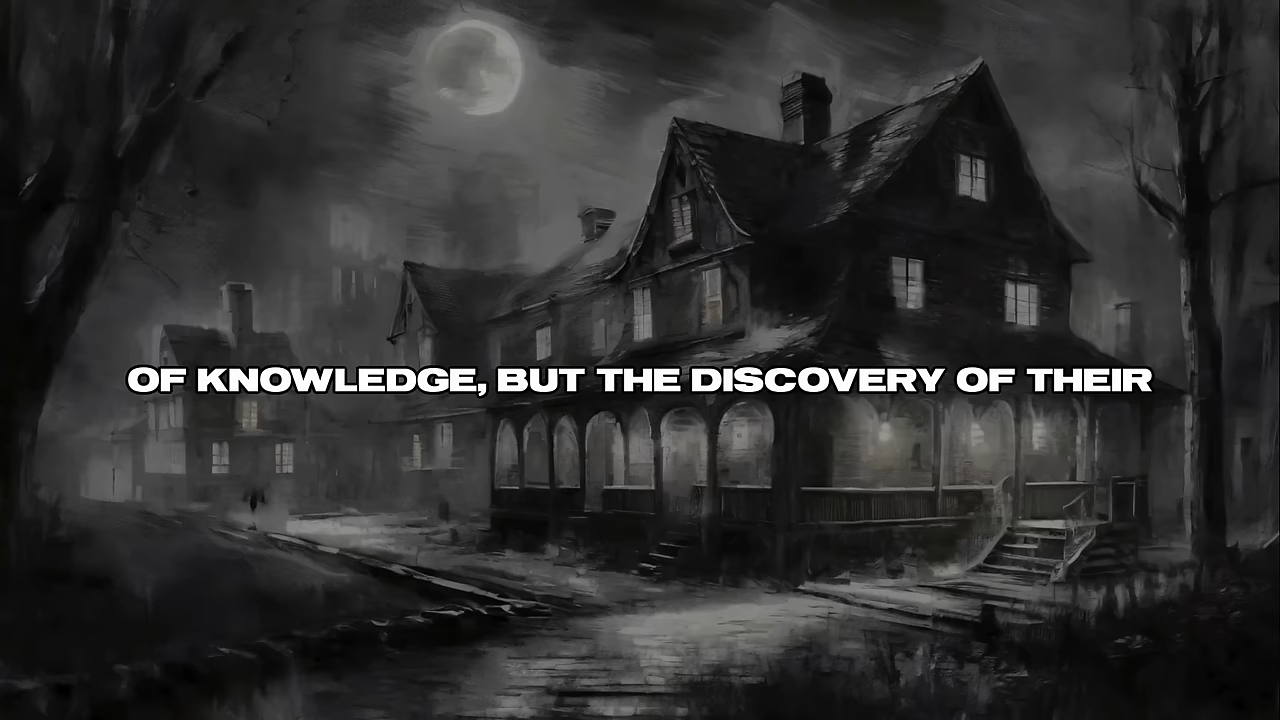 OF KNOWLEDGE, BUT THE DISCOVERY OF THEIR